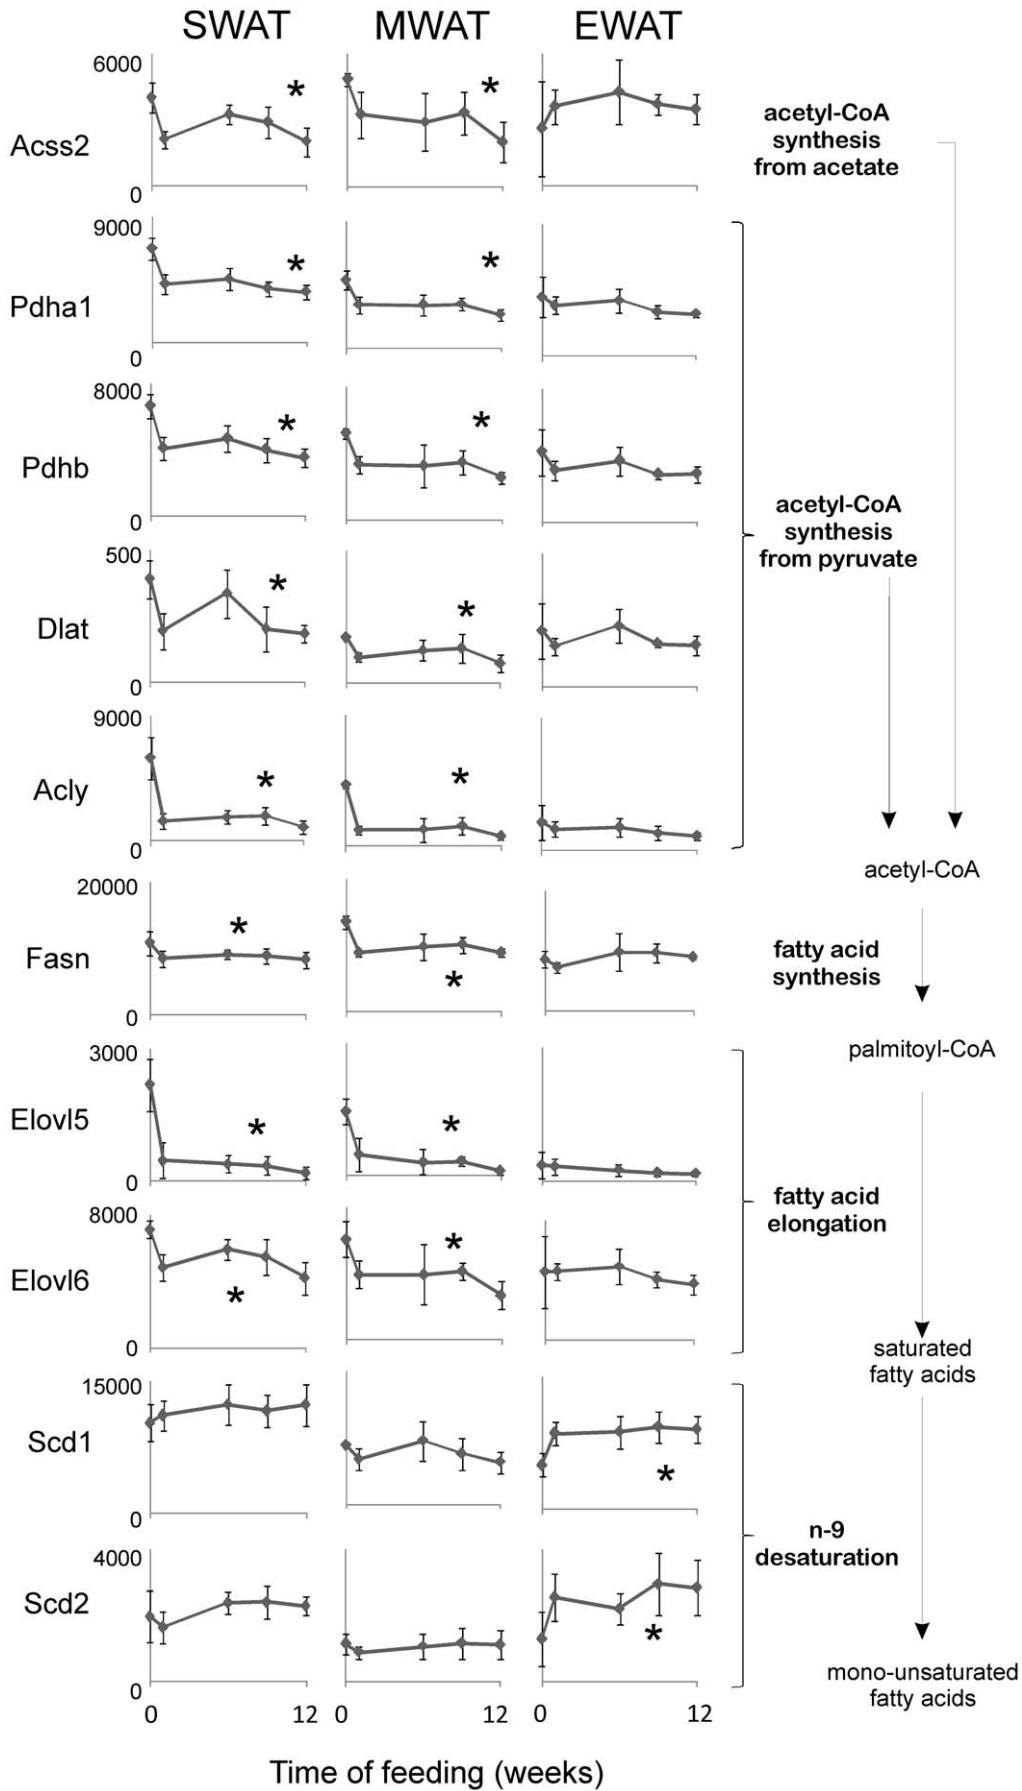 SWAT MWAT EWAT
6000
Acss2
0
*
*
acetyl-CoA
synthesis
from acetate
9000
Pdha1
0
*
*
8000
Pdhb
0
*
*
acetyl-CoA
synthesis
from pyruvate
500
Dlat
0
*
*
9000
Acly
0
*
*
acetyl-CoA
20000
Fasn
0
*
*
fatty acid
synthesis
palmitoyl-CoA
3000
Elovl5
0
*
*
fatty acid
elongation
8000
Elovl6
0
*
*
saturated
fatty acids
15000
Scd1
0
*
n-9
desaturation
4000
Scd2
0
*
mono-unsaturated
fatty acids
0 12 0 12 0 12
Time of feeding (weeks)